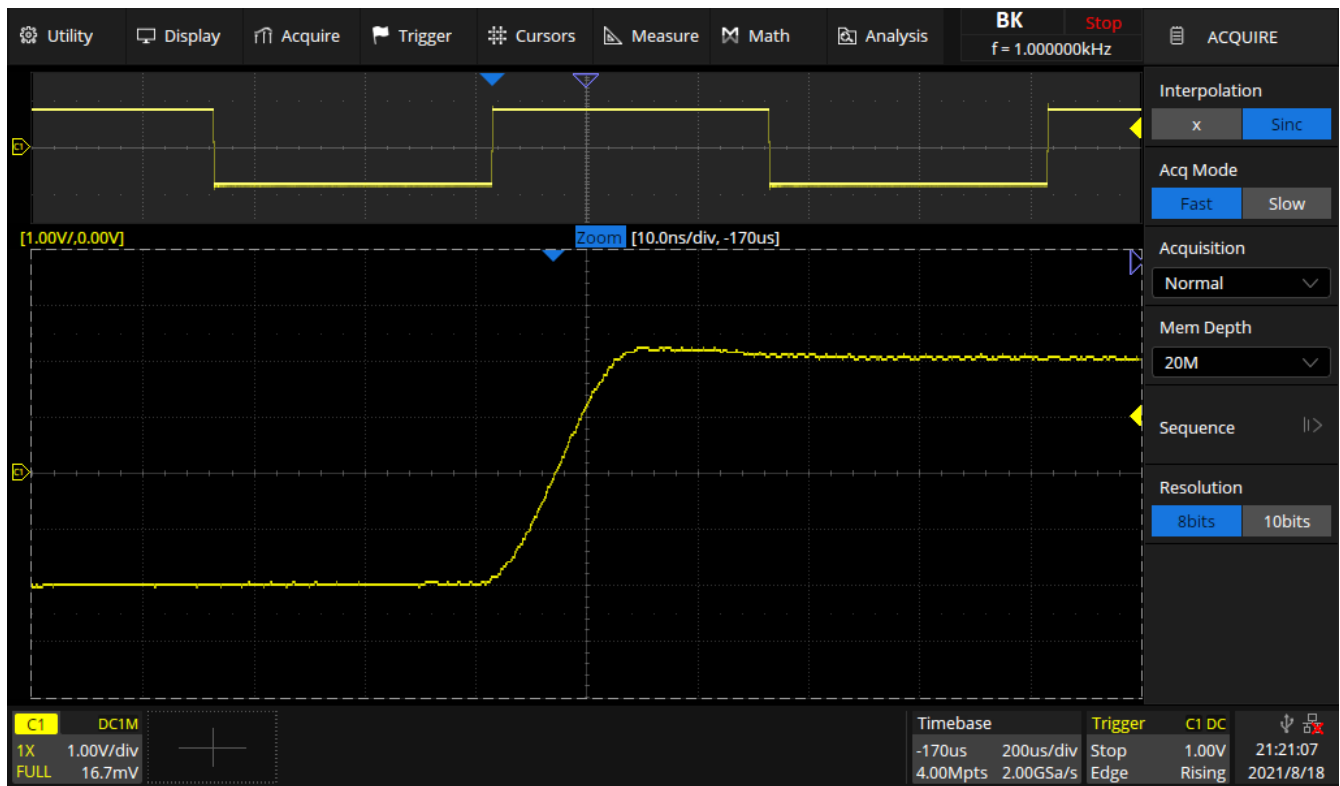 Utility Display Acquire Trigger Cursors Measure Math Analysis
BK Stop
f = 1.000000kHz
ACQUIRE
Interpolation
x Sinc
Acq Mode
Fast Slow
Acquisition
Normal
Mem Depth
20M
Sequence
Resolution
8bits 10bits
C1
[1.00V/,0.00V] Zoom [10.0ns/div, -170us]
C1
C1 DC1M
1X 1.00V/div
FULL 16.7mV
Timebase
-170us 200us/div
4.00Mpts 2.00GSa/s
Trigger C1 DC
Stop 1.00V
Edge Rising
21:21:07
2021/8/18